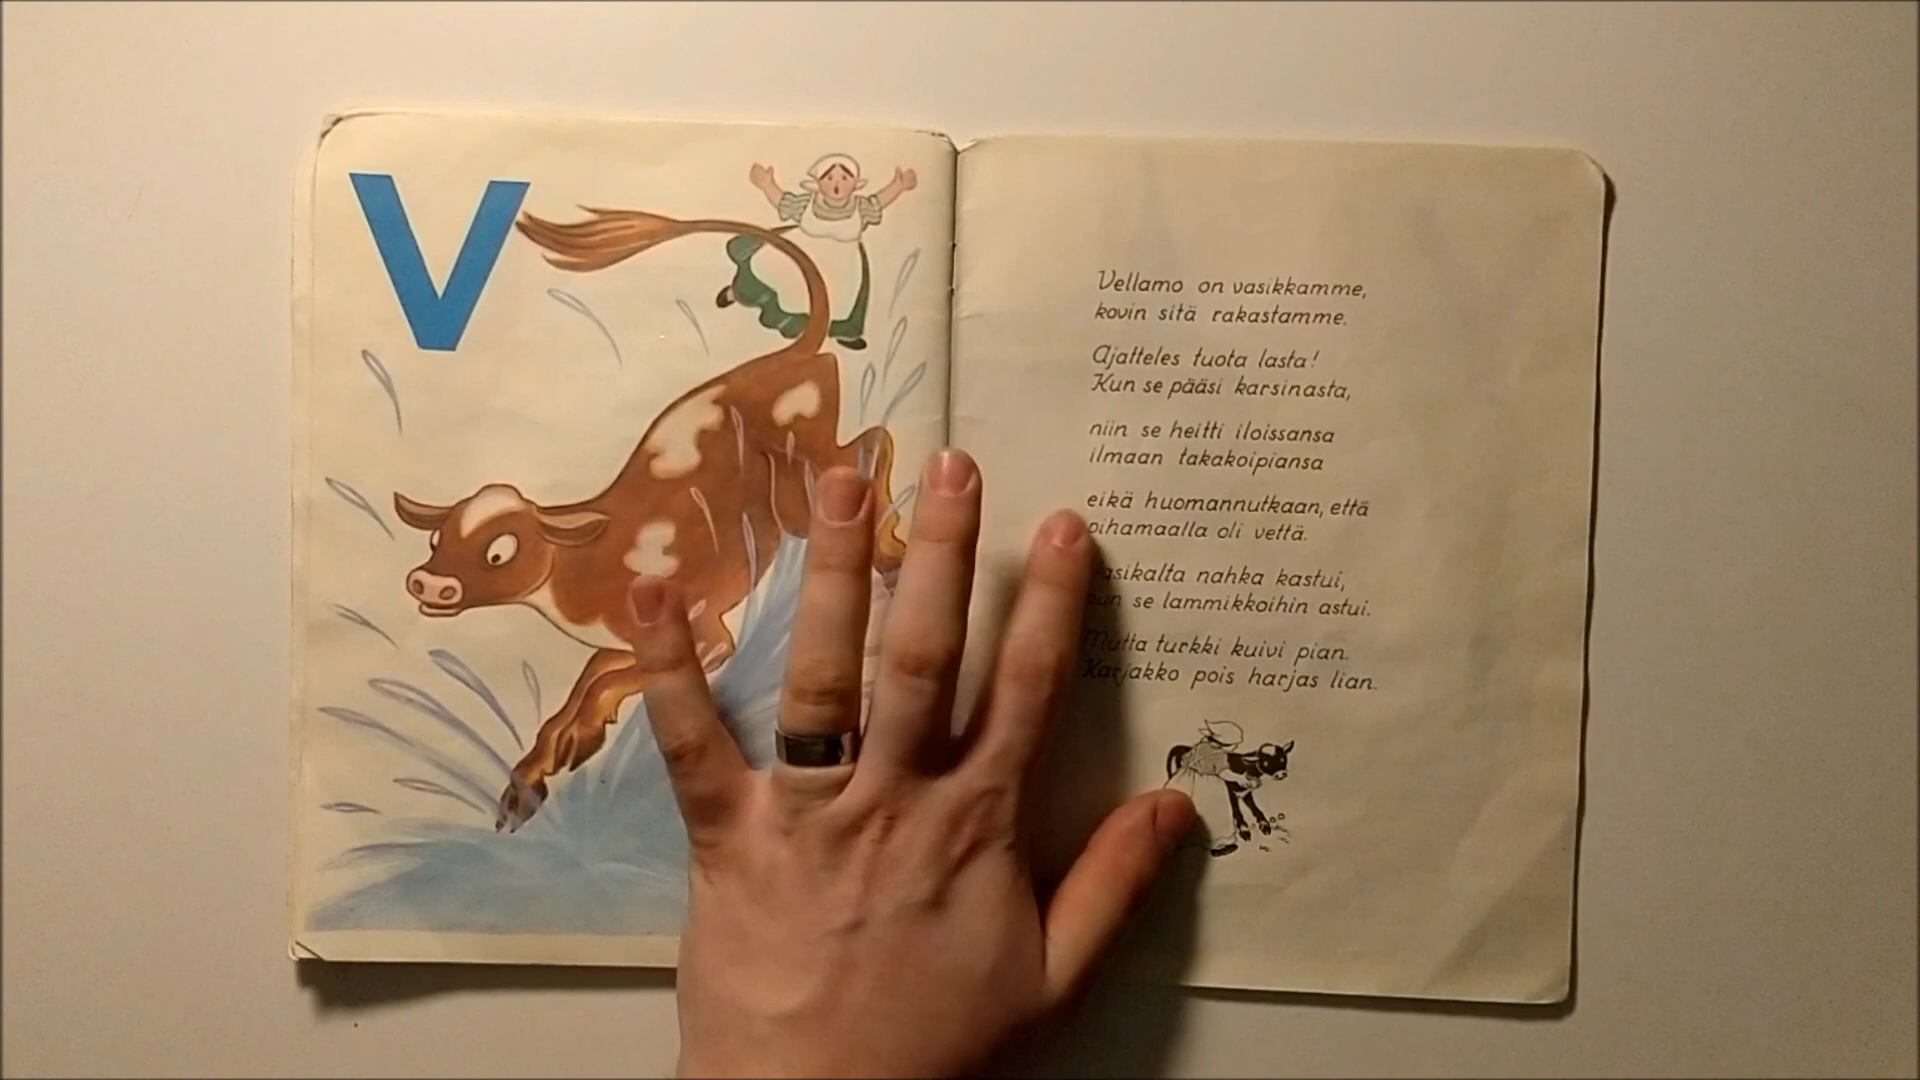 V
Vellamo on vasikkamme,
kovin sitä rakastamme.
Ajatteles tuota lasta!
Kun se pääsi karsinasta,
niin se heitti iloissansa
ilmaan takakoipiansa
eikä huomannutkaan, että
pihamaalla oli vettä.
Vasikalta nahka kastui,
kun se lammikkoihin astui.
Mutta turkki kuivi pian.
Karjakko pois harjas lian.